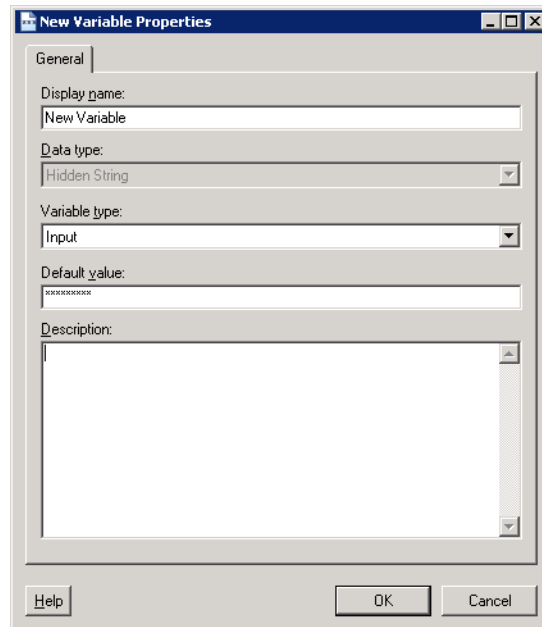 New Variable Properties
General
Display name:
New Variable
Data type:
Hidden String
Variable type:
Input
Default value:
*********
Description:
Help
OK
Cancel